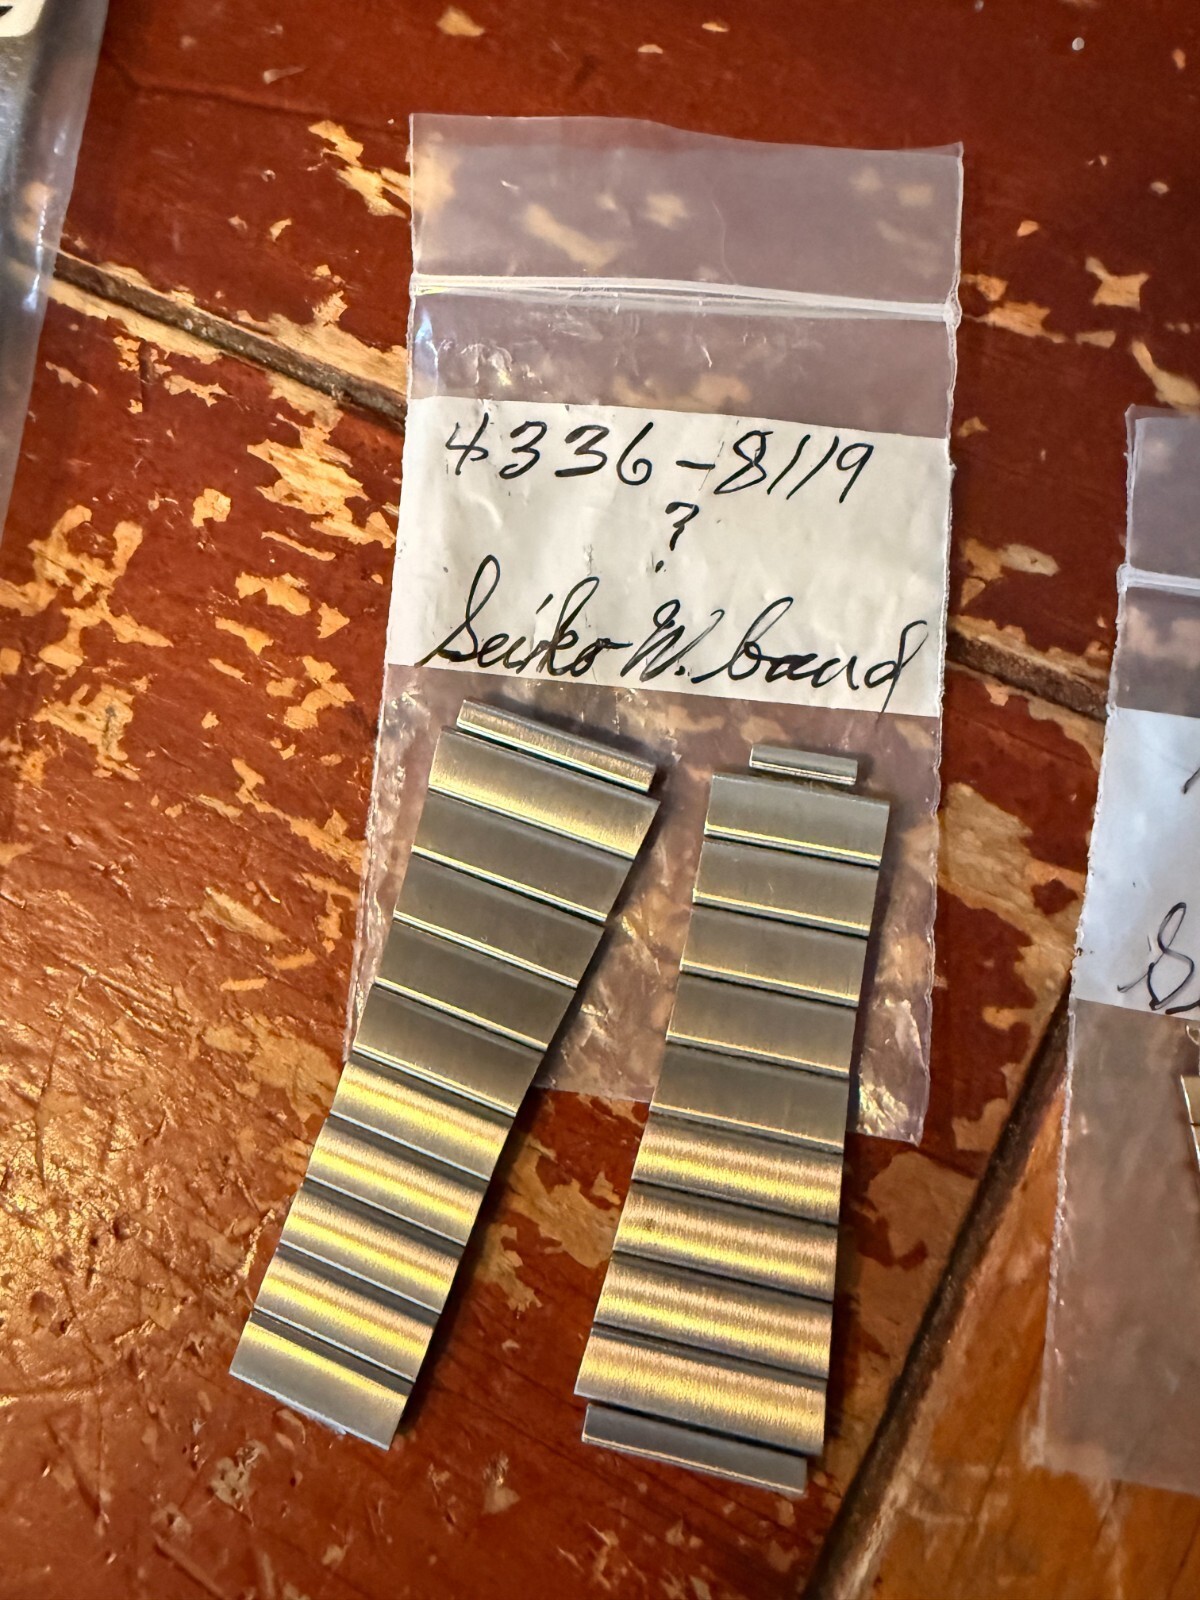 4336-8119
?
Seiko W. band
S